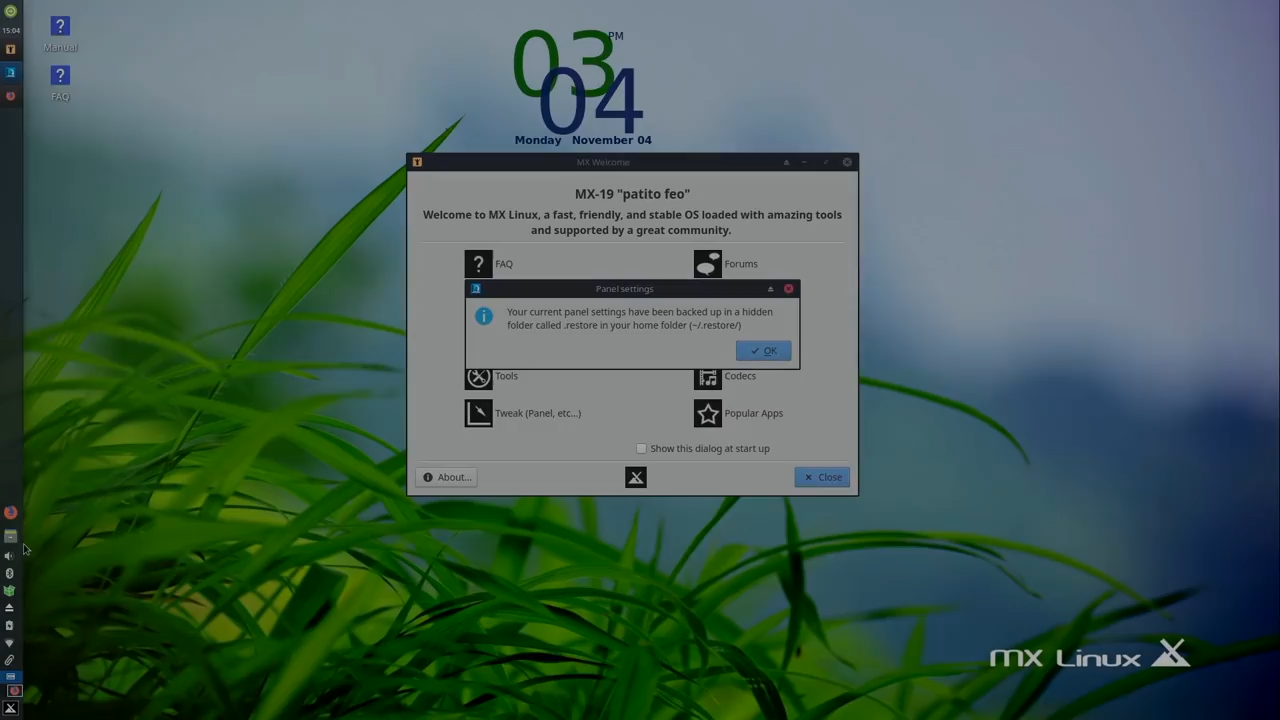 15:04
Manual
FAQ
03 PM
04
Monday November 04
MX Welcome
MX-19 "patito feo"
Welcome to MX Linux, a fast, friendly, and stable OS loaded with amazing tools
and supported by a great community.
FAQ
Forums
Panel settings
Your current panel settings have been backed up in a hidden
folder called .restore in your home folder (~/.restore/)
OK
Tools
Codecs
Tweak (Panel, etc...)
Popular Apps
Show this dialog at start up
About...
Close
mx Linux